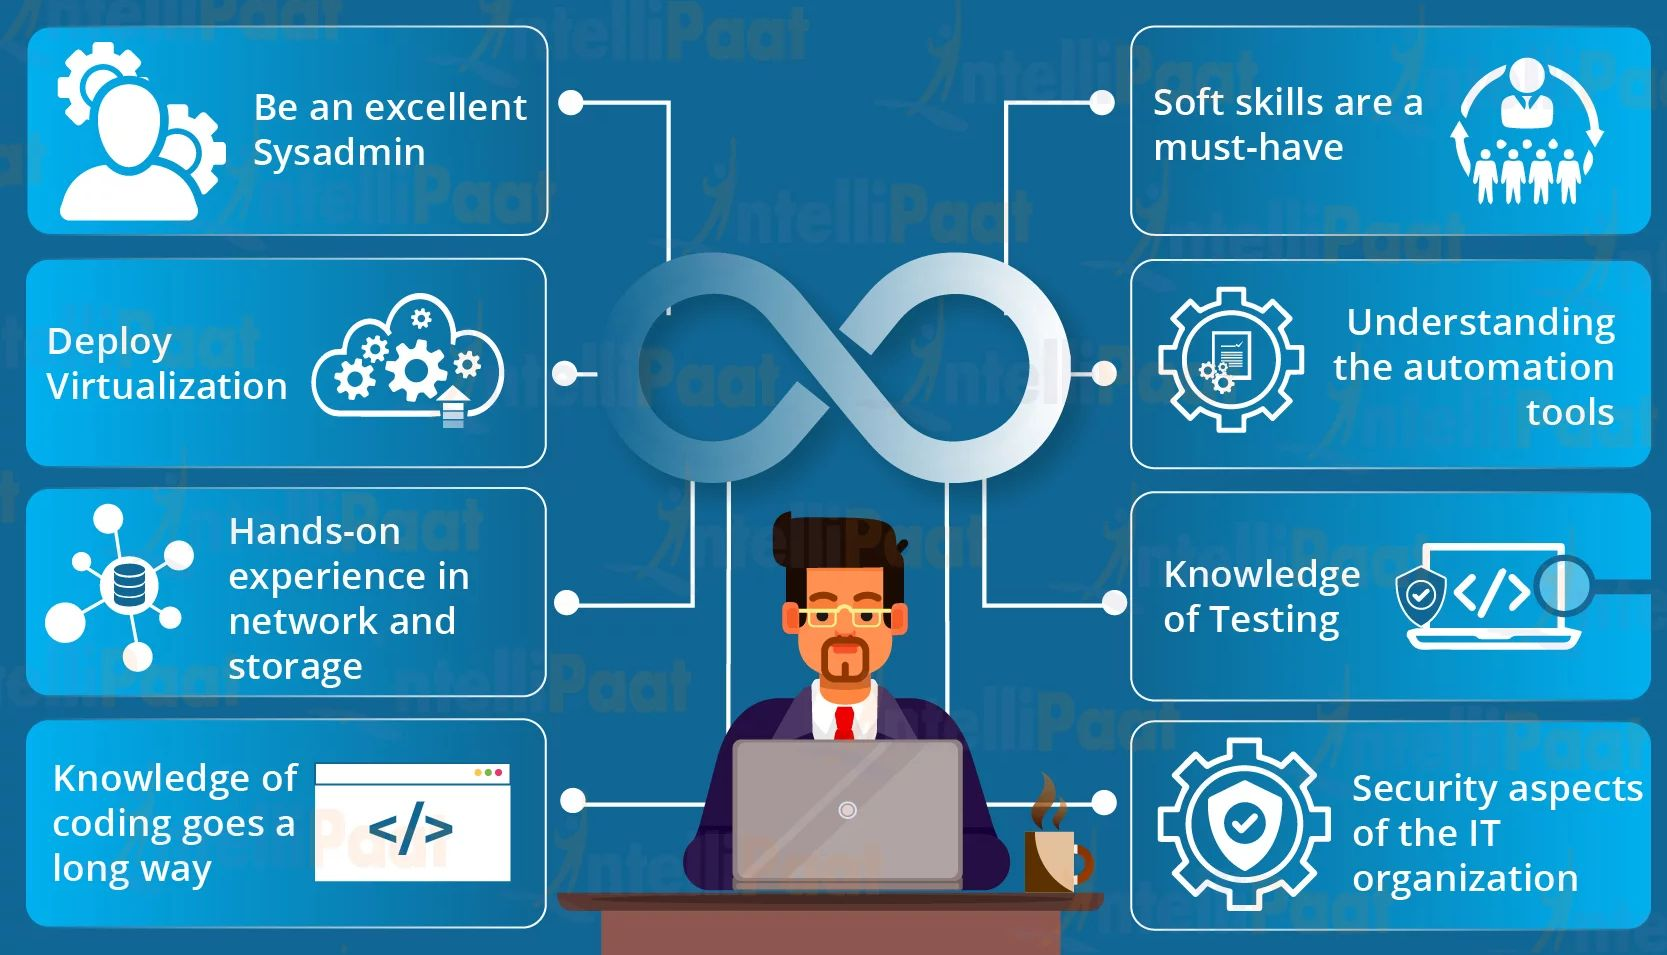 Be an excellent
Sysadmin
Deploy
Virtualization
Hands-on
experience in
network and
storage
Knowledge of
coding goes a
long way
</>
Soft skills are a
must-have
Understanding
the automation
tools
Knowledge
of Testing
</>
Security aspects
of the IT
organization
IntelliPaat